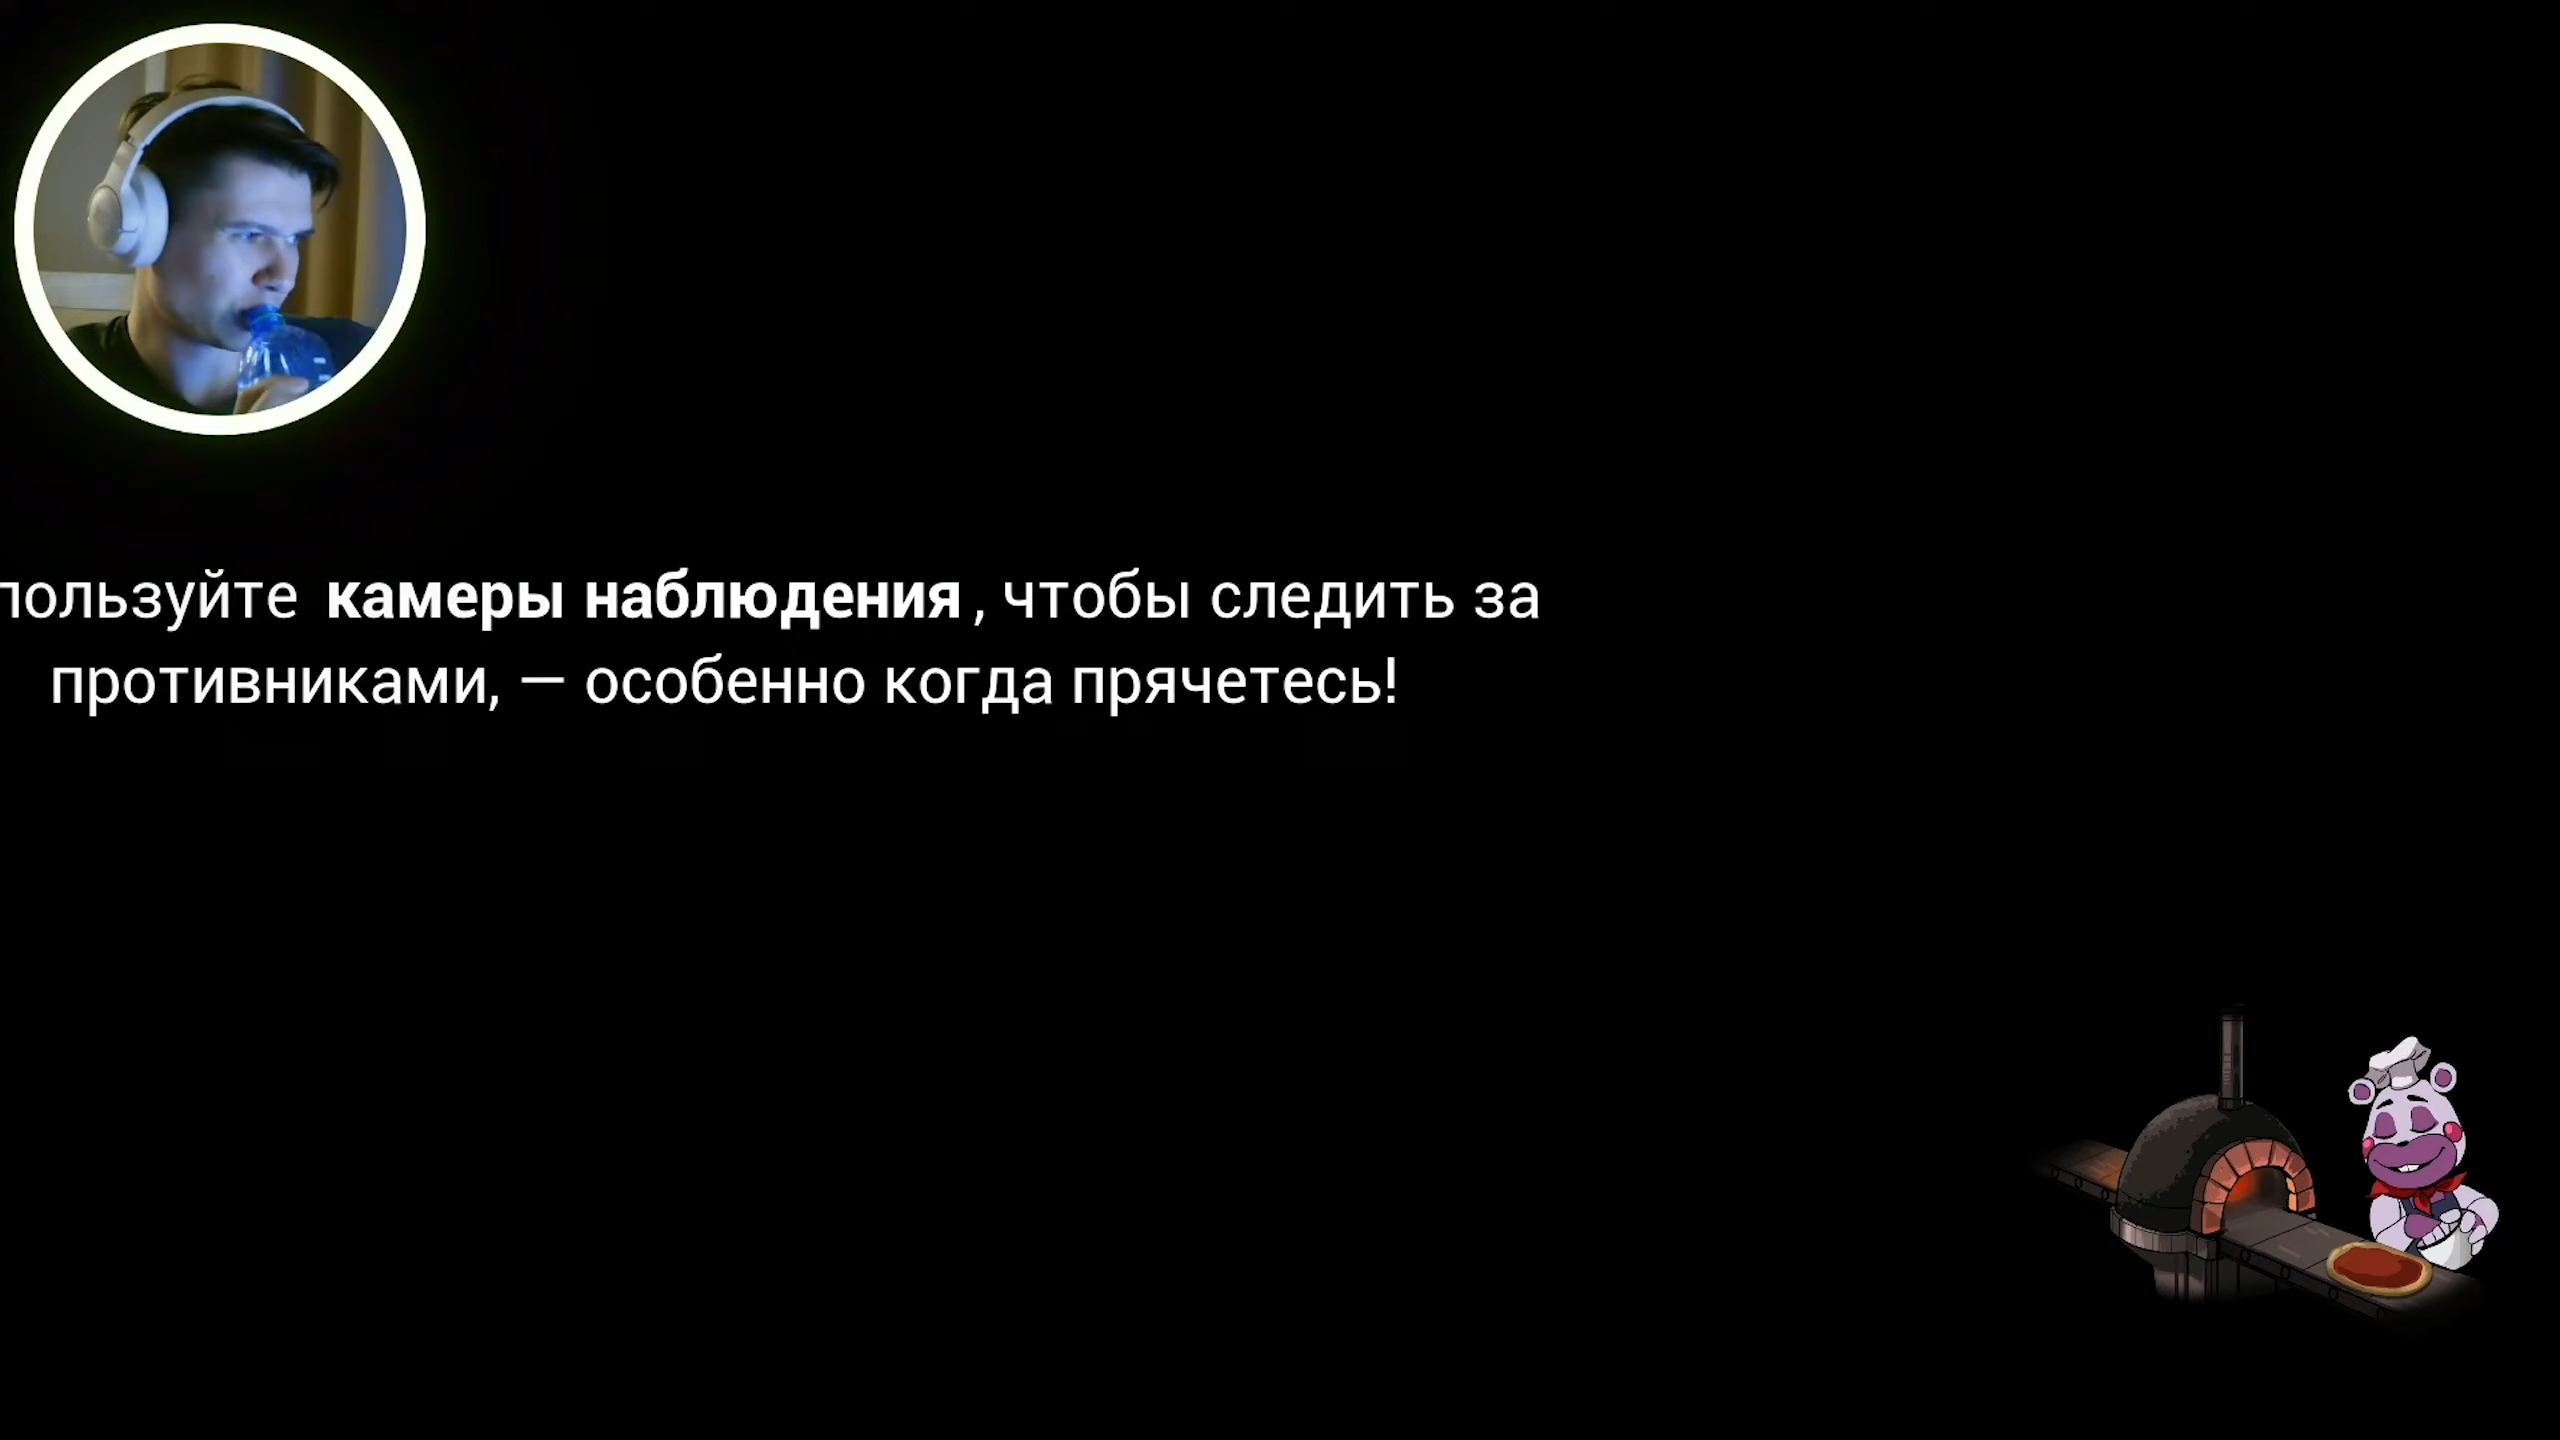 пользуйте камеры наблюдения, чтобы следить за
противниками, — особенно когда прячетесь!